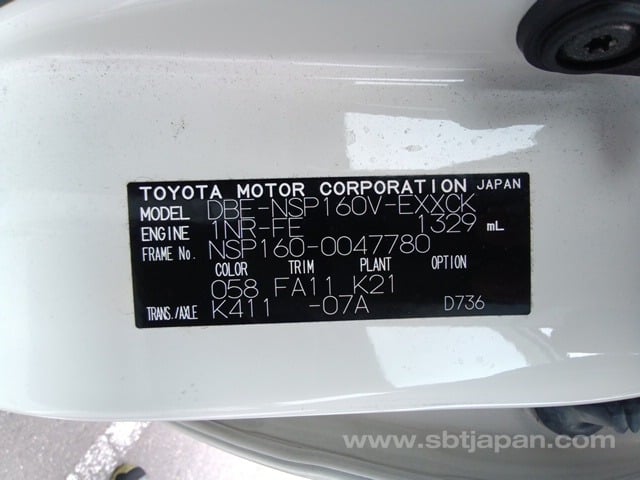 TOYOTA MOTOR CORPORATION JAPAN
MODEL DBE-NSP160V-EXXCK
ENGINE 1NR-FE 1329 mL
FRAME No. NSP160-0047780
COLOR TRIM PLANT OPTION
058 FA11 K21
TRANS./AXLE K411 -07A D736
www.sbtjapan.com